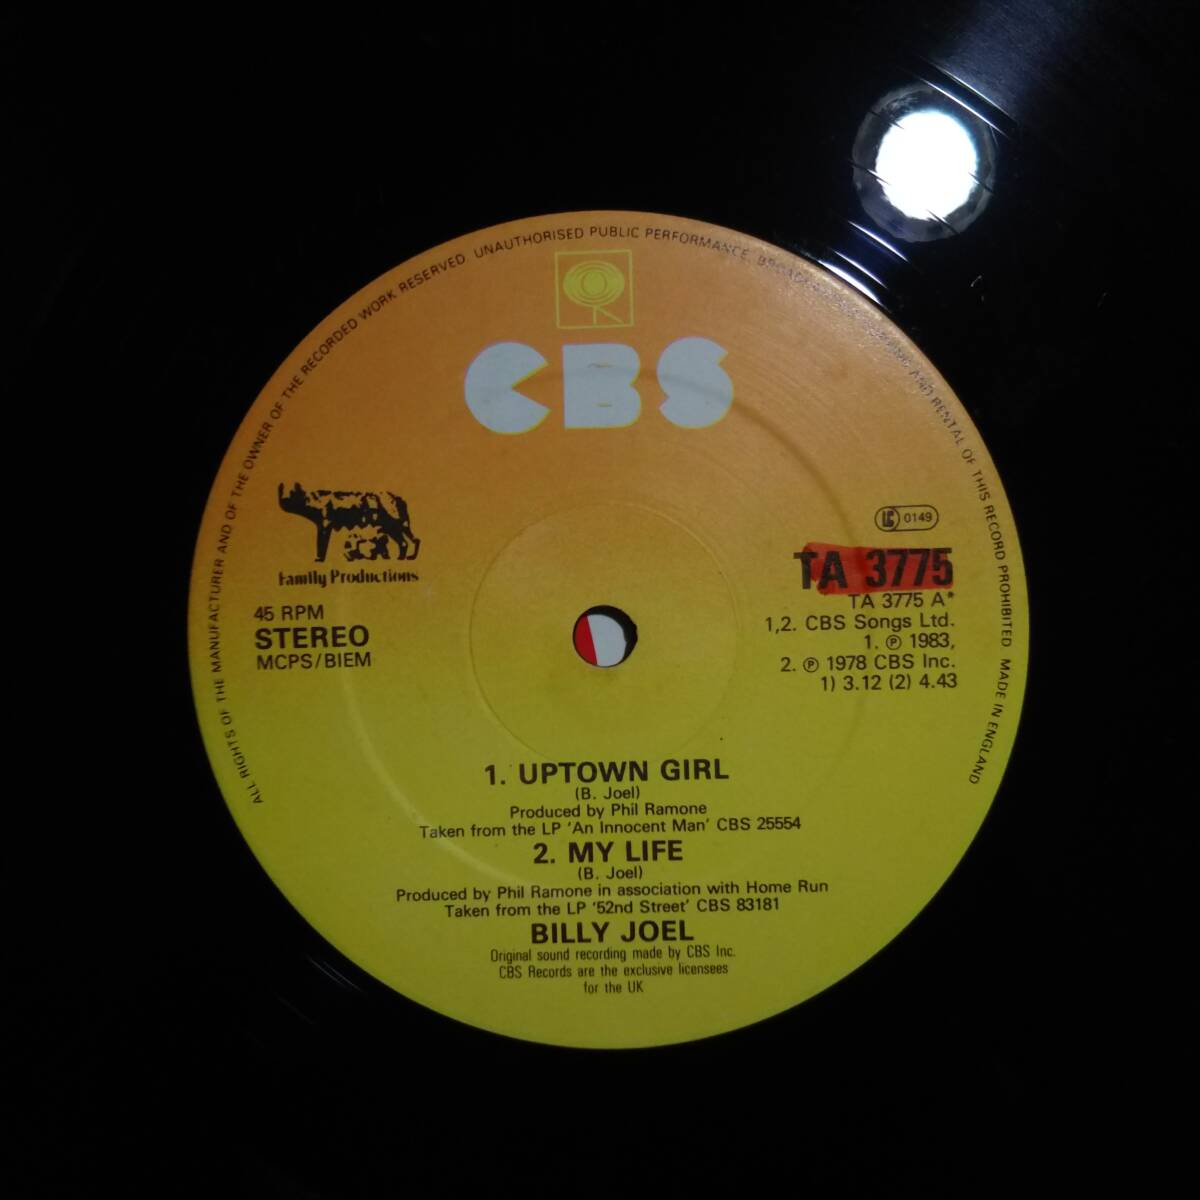 ALL RIGHTS OF THE MANUFACTURER AND OF THE OWNER OF THE RECORDED WORK RESERVED. UNAUTHORISED PUBLIC PERFORMANCE, AND RENTAL OF THIS RECORD PROHIBITED MADE IN ENGLAND
CBS
Family Productions
45 RPM
STEREO
MCPS/BIEM
LC 0149
TA 3775
TA 3775 A*
1,2. CBS Songs Ltd.
1. ℗ 1983,
2. ℗ 1978 CBS Inc.
1) 3.12 (2) 4.43
1. UPTOWN GIRL
(B. Joel)
Produced by Phil Ramone
Taken from the LP 'An Innocent Man' CBS 25554
2. MY LIFE
(B. Joel)
Produced by Phil Ramone in association with Home Run
Taken from the LP '52nd Street' CBS 83181
BILLY JOEL
Original sound recording made by CBS Inc.
CBS Records are the exclusive licensees
for the UK